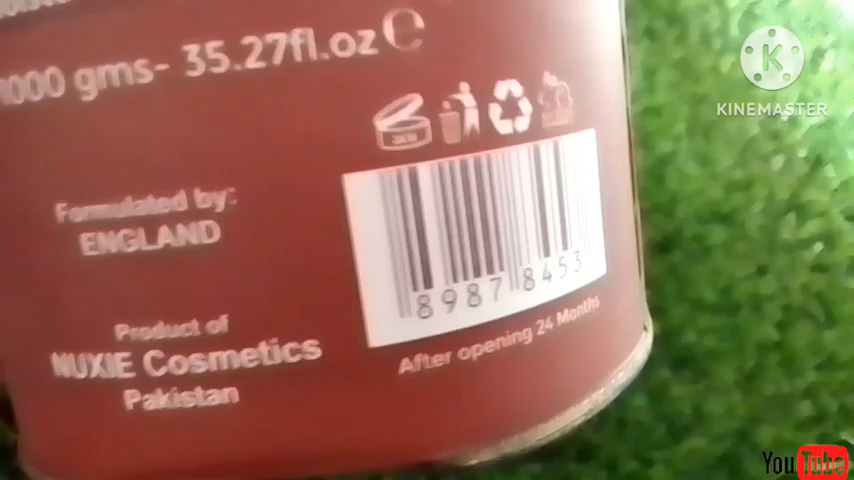 1000 gms- 35.27fl.oz e
KINEMASTER
Formulated by:
ENGLAND
8987 8453
After opening 24 Months
Product of
NUXIE Cosmetics
Pakistan
You Tube